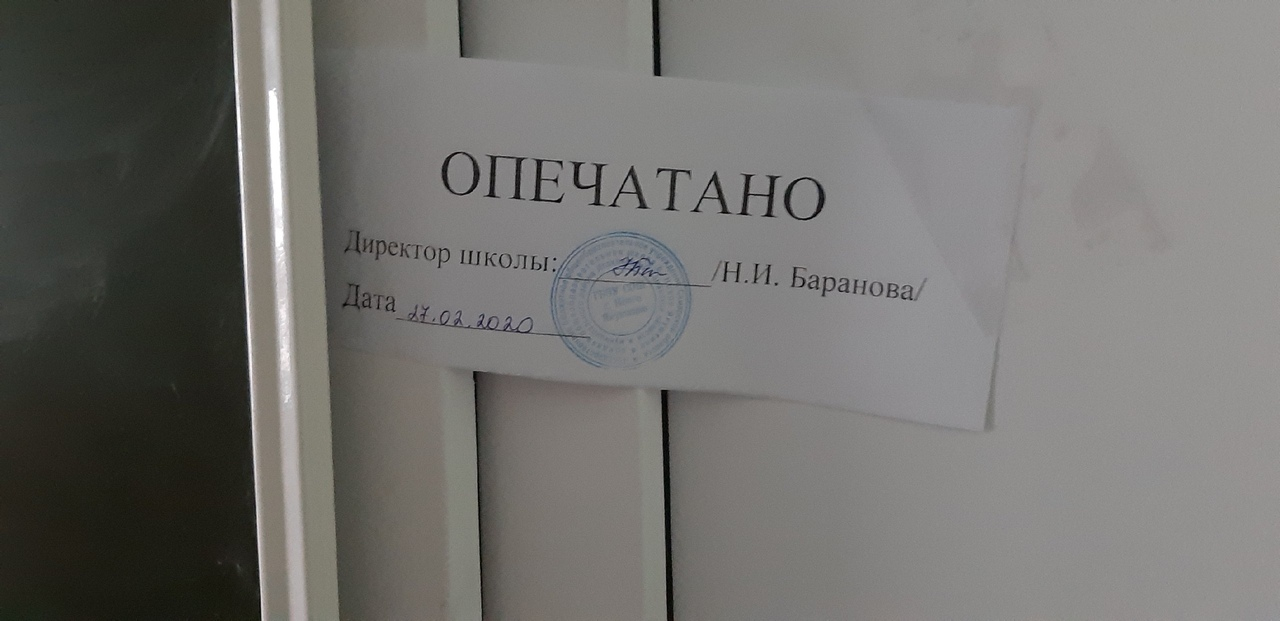 ОПЕЧАТАНО
Директор школы: /Н.И. Баранова/
Дата 27.02.2020